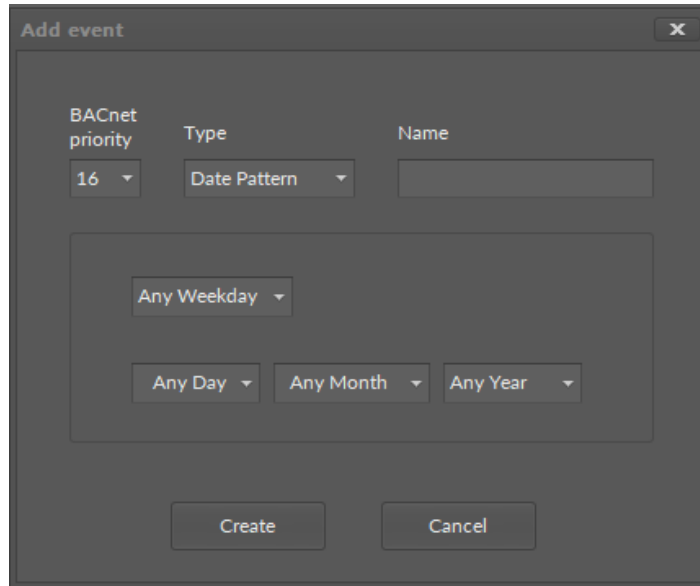 Add event
x
BACnet
priority
Type
Name
16
Date Pattern
Any Weekday
Any Day
Any Month
Any Year
Create
Cancel